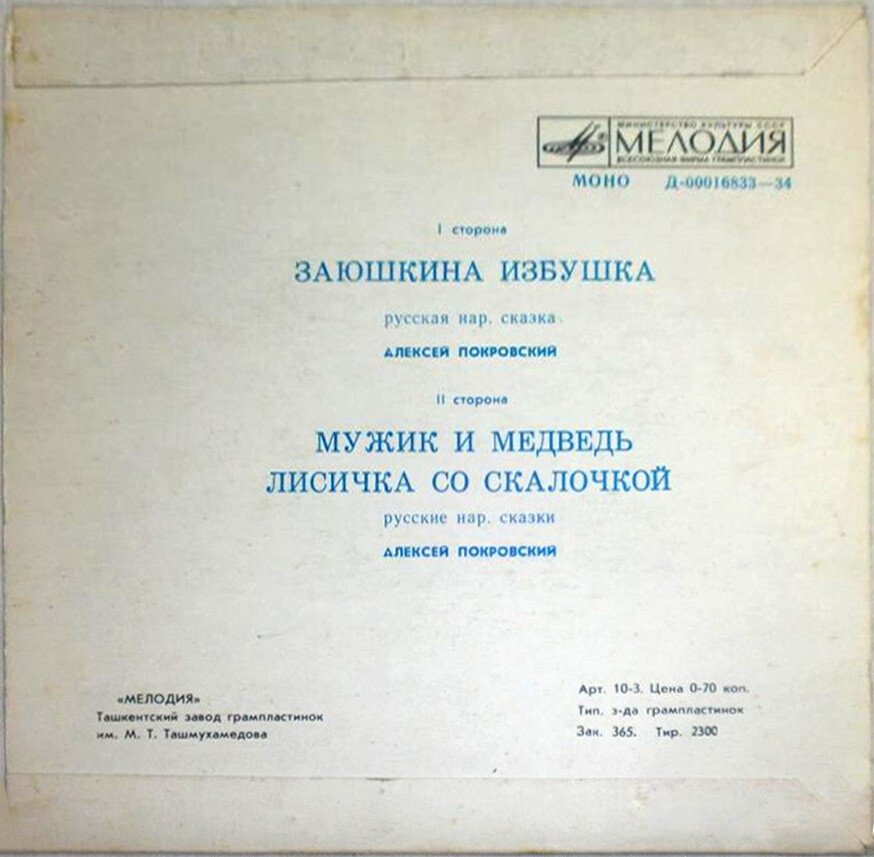 МИНИСТЕРСТВО КУЛЬТУРЫ СССР
МЕЛОДИЯ
ВСЕСОЮЗНАЯ ФИРМА ГРАМПЛАСТИНОК
МОНО Д-00016833—34
I сторона
ЗАЮШКИНА ИЗБУШКА
русская нар. сказка
АЛЕКСЕЙ ПОКРОВСКИЙ
II сторона
МУЖИК И МЕДВЕДЬ
ЛИСИЧКА СО СКАЛОЧКОЙ
русские нар. сказки
АЛЕКСЕЙ ПОКРОВСКИЙ
«МЕЛОДИЯ»
Ташкентский завод грампластинок
им. М. Т. Ташмухамедова
Арт. 10-3. Цена 0-70 коп.
Тип. з-да грампластинок
Зак. 365. Тир. 2300